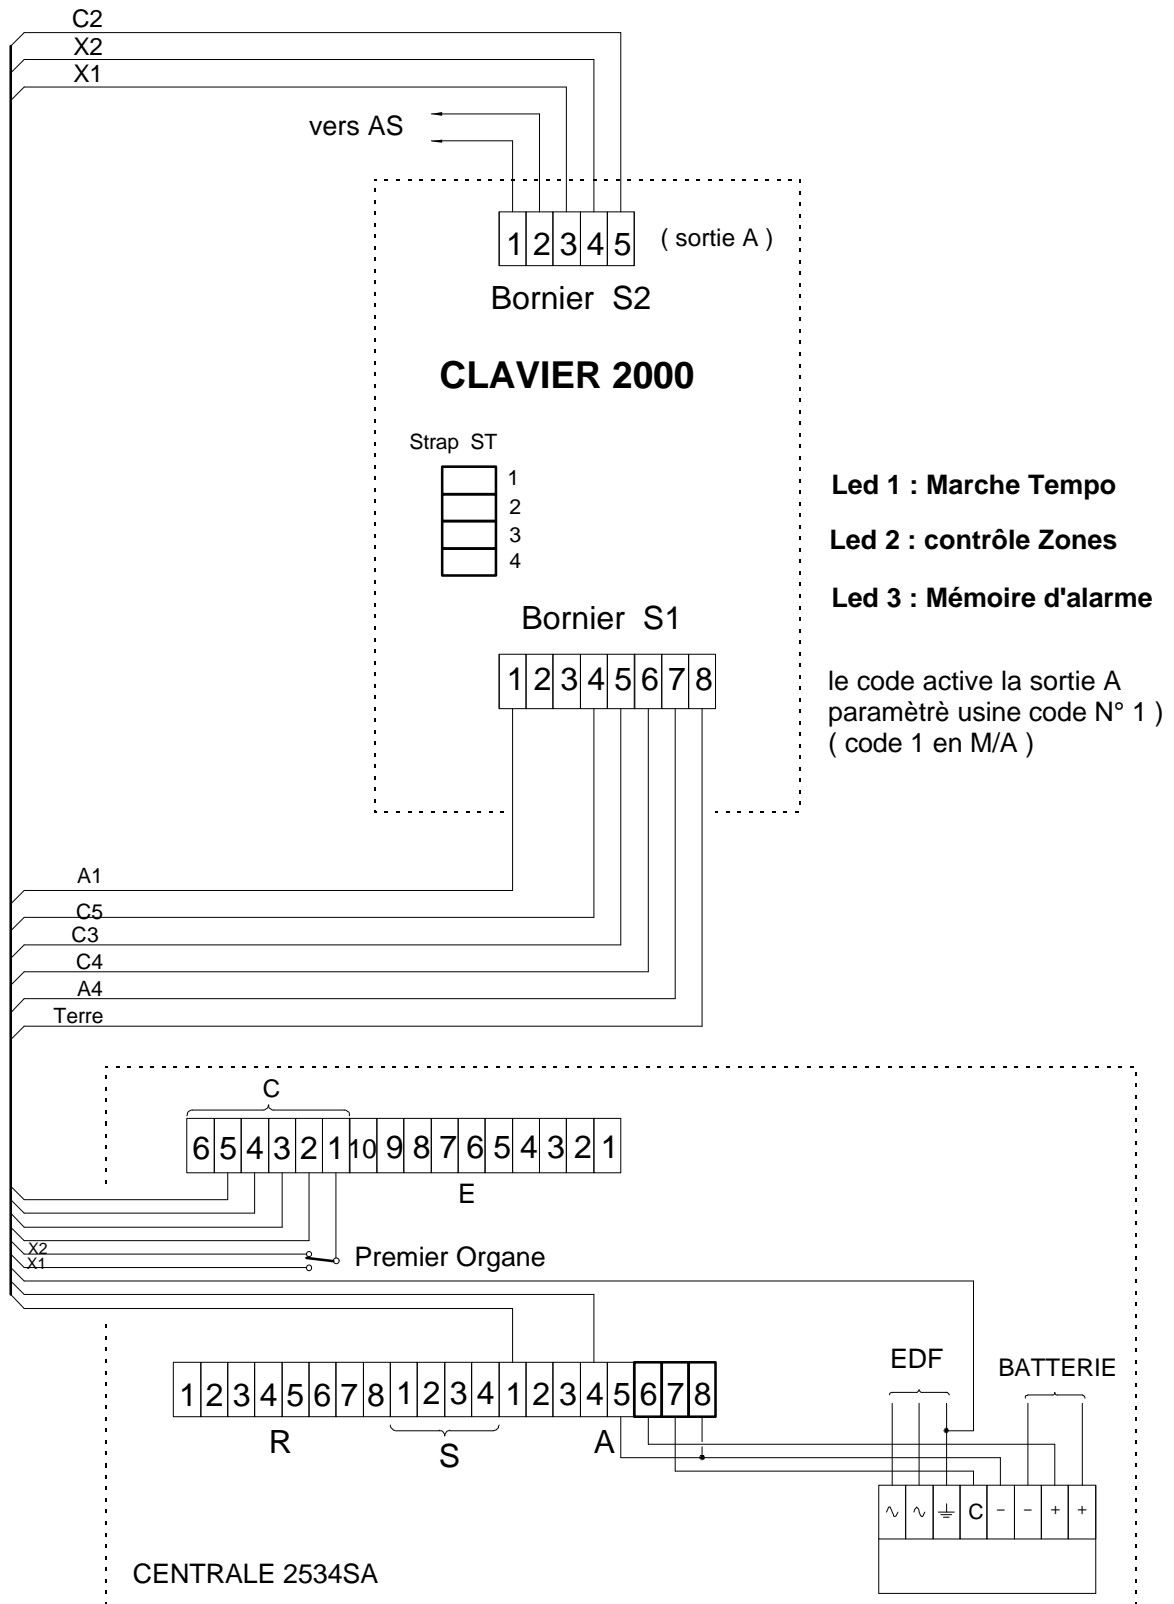 C2
X2
X1
vers AS
1 2 3 4 5 ( sortie A )
Bornier S2
CLAVIER 2000
Strap ST
1
2
3
4
Led 1 : Marche Tempo
Led 2 : contrôle Zones
Led 3 : Mémoire d'alarme
Bornier S1
1 2 3 4 5 6 7 8
le code active la sortie A
paramètrè usine code N° 1 )
( code 1 en M/A )
A1
C5
C3
C4
A4
Terre
C
6 5 4 3 2 1 10 9 8 7 6 5 4 3 2 1
E
X2
X1
Premier Organe
EDF
BATTERIE
1 2 3 4 5 6 7 8 1 2 3 4 1 2 3 4 5 6 7 8
R
S
A
∿ ∿ ⏚ C - - + +
CENTRALE 2534SA